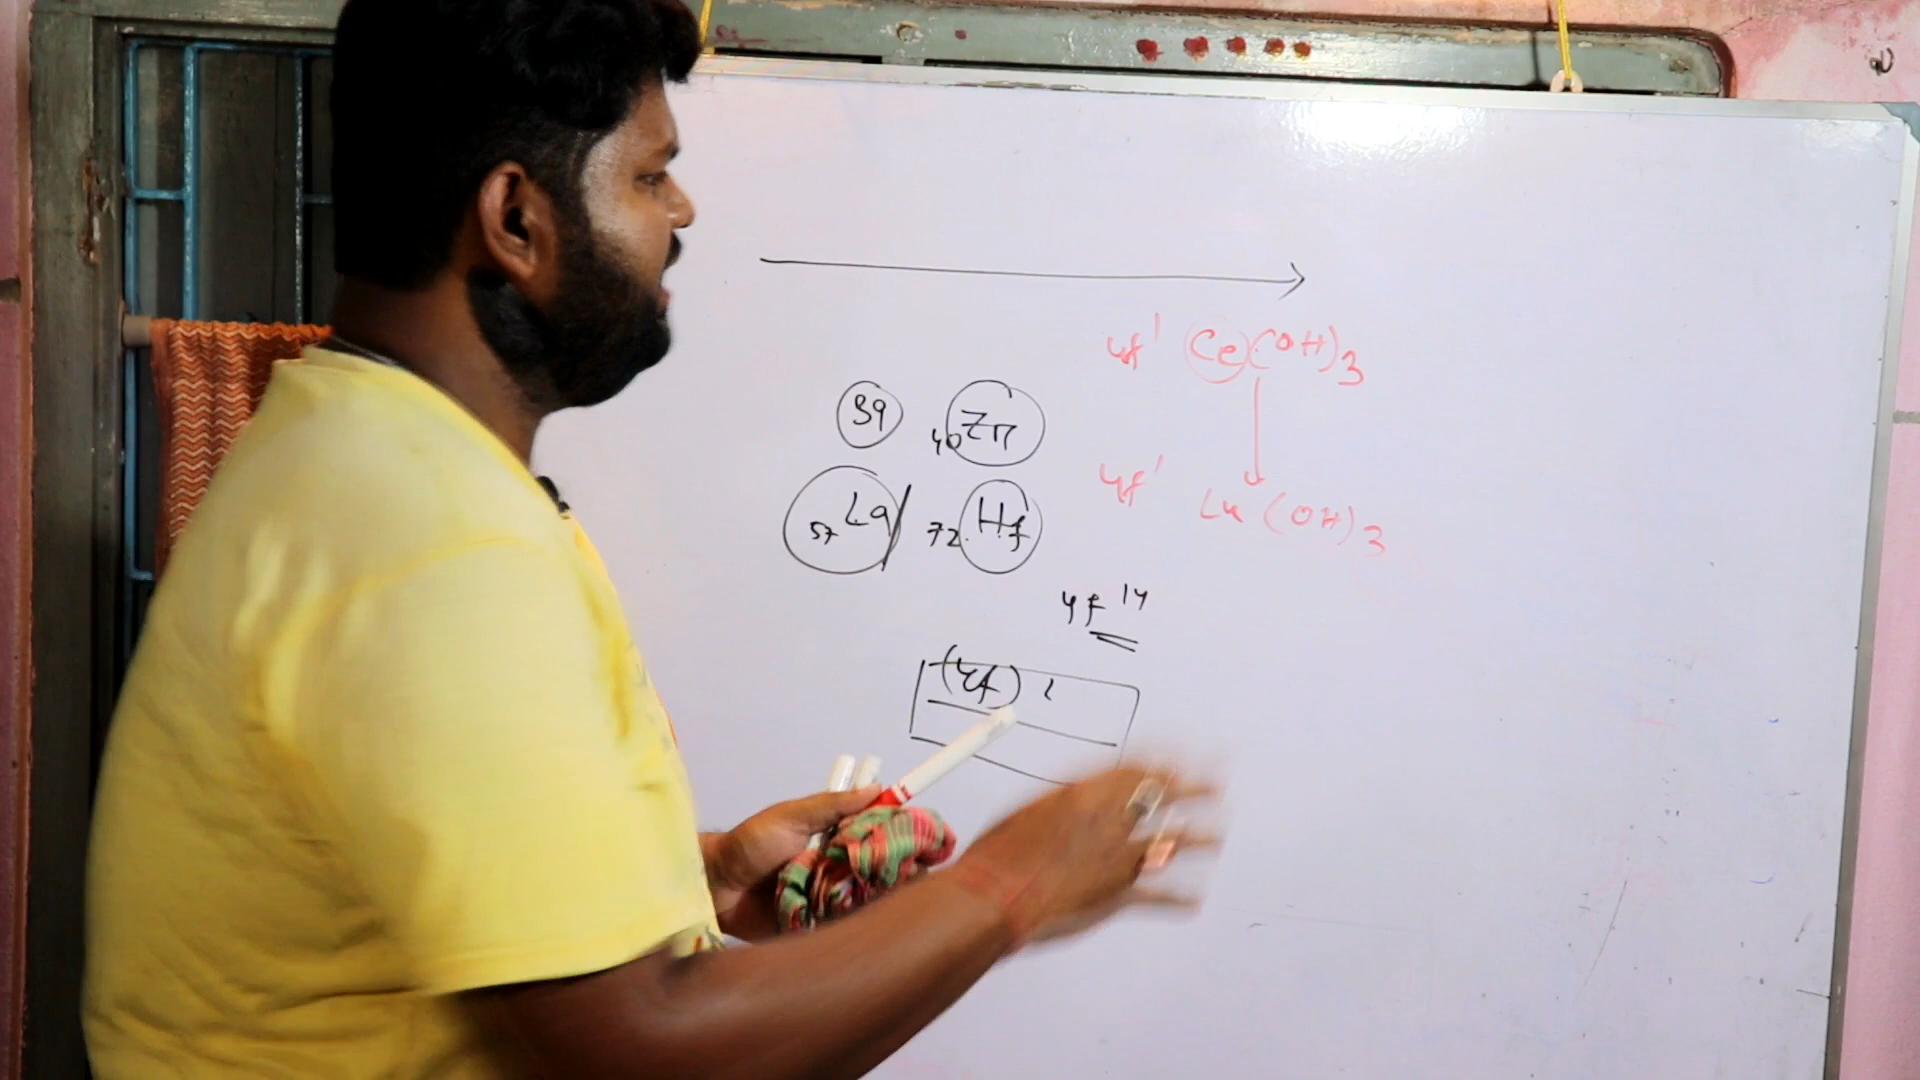 4f¹ Ce(OH)₃
39 40Zr
4f¹ Lu(OH)₃
57La 72Hf
4f¹⁴
(4f)